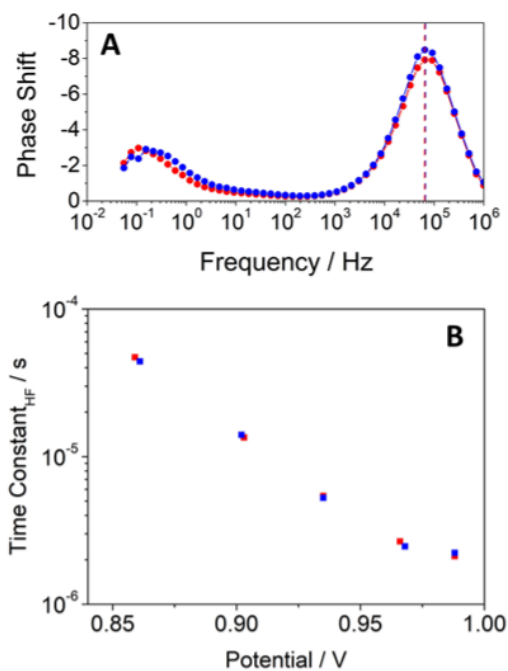 A
Phase Shift
-10
-8
-6
-4
-2
0
10⁻² 10⁻¹ 10⁰ 10¹ 10² 10³ 10⁴ 10⁵ 10⁶
Frequency / Hz
B
Time Constant_HF / s
10⁻⁴
10⁻⁵
10⁻⁶
0.85 0.90 0.95 1.00
Potential / V